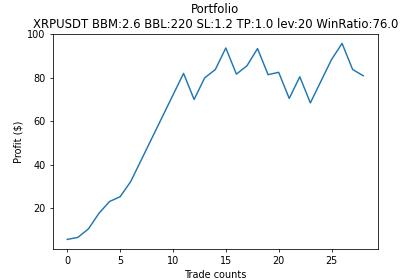 Portfolio
XRPUSDT BBM:2.6 BBL:220 SL:1.2 TP:1.0 lev:20 WinRatio:76.0
Profit ($)
100
80
60
40
20
0 5 10 15 20 25
Trade counts